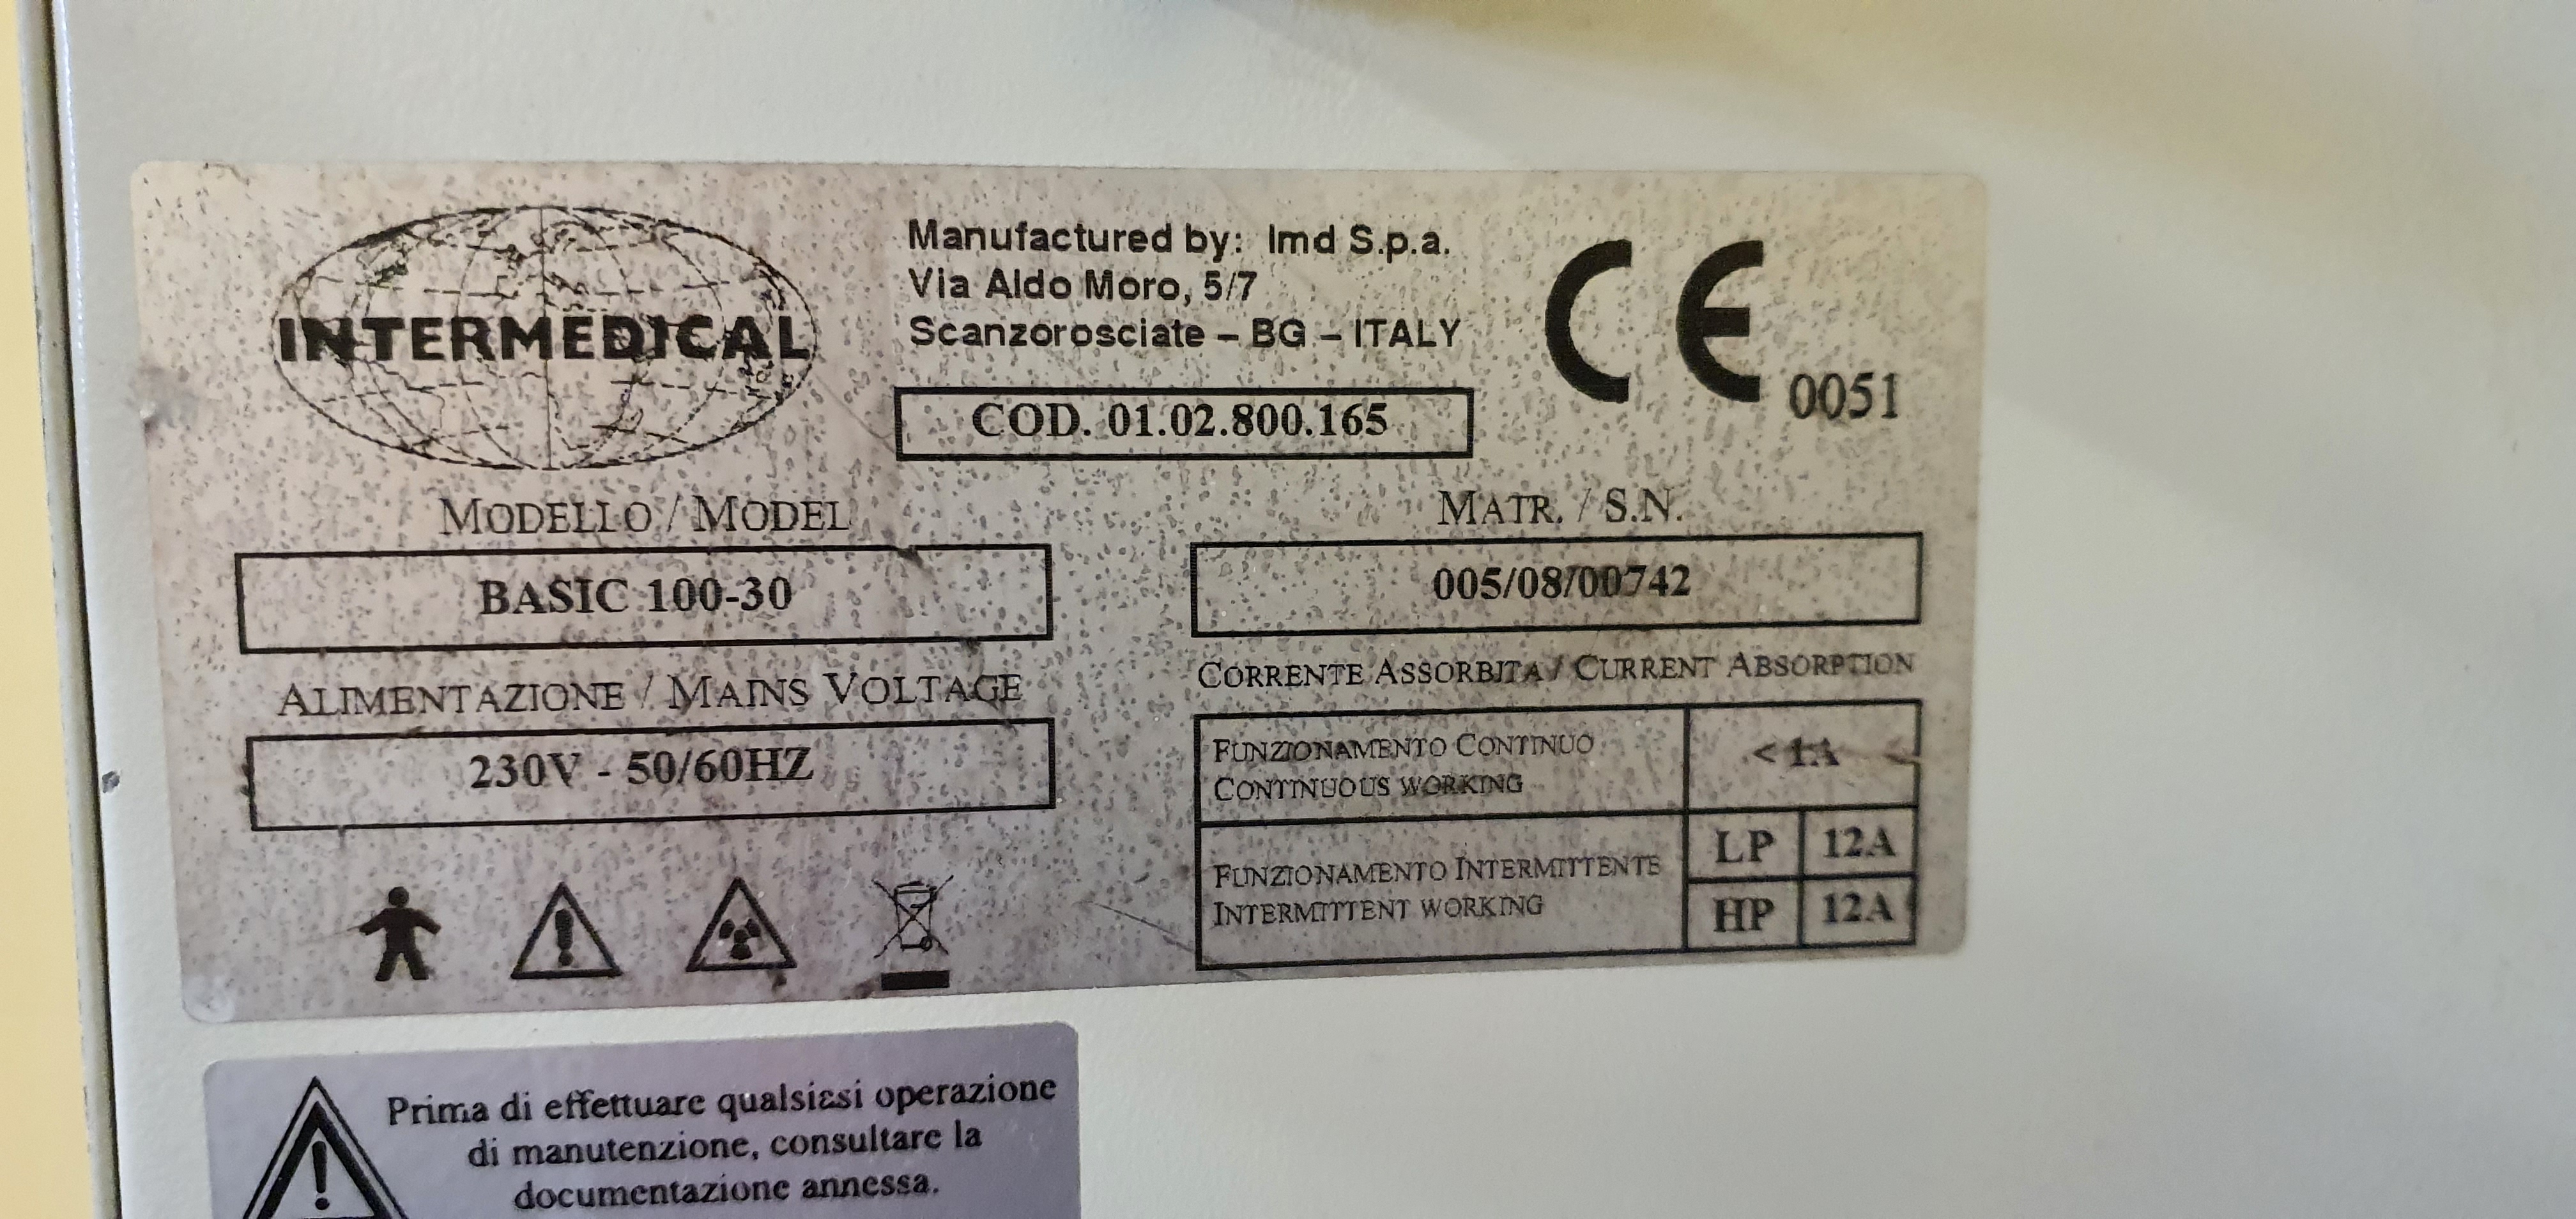 INTERMEDICAL
Manufactured by: Imd S.p.a.
Via Aldo Moro, 5/7
Scanzorosciate – BG – ITALY
CE 0051
COD. 01.02.800.165
MODELLO / MODEL
BASIC 100-30
MATR. / S.N.
005/08/00742
ALIMENTAZIONE / MAINS VOLTAGE
230V - 50/60HZ
CORRENTE ASSORBITA / CURRENT ABSORPTION
FUNZIONAMENTO CONTINUO
CONTINUOUS WORKING
< 1A
FUNZIONAMENTO INTERMITTENTE
INTERMITTENT WORKING
LP 12A
HP 12A
Prima di effettuare qualsiasi operazione
di manutenzione, consultare la
documentazione annessa.